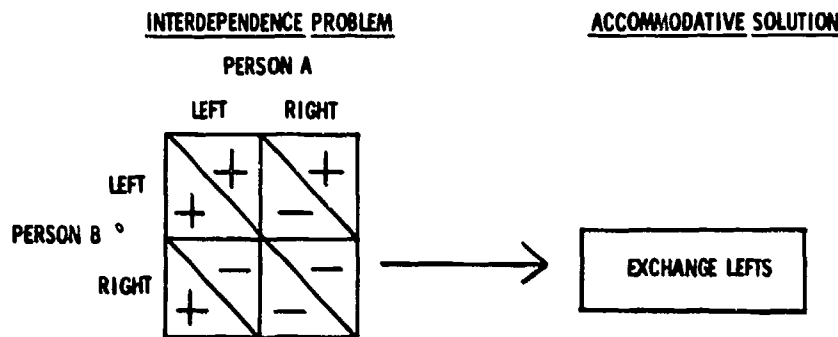 INTERDEPENDENCE PROBLEM
ACCOMMODATIVE SOLUTION
PERSON A
LEFT RIGHT
LEFT
+ +
+ −
PERSON B
RIGHT
− −
+ −
EXCHANGE LEFTS